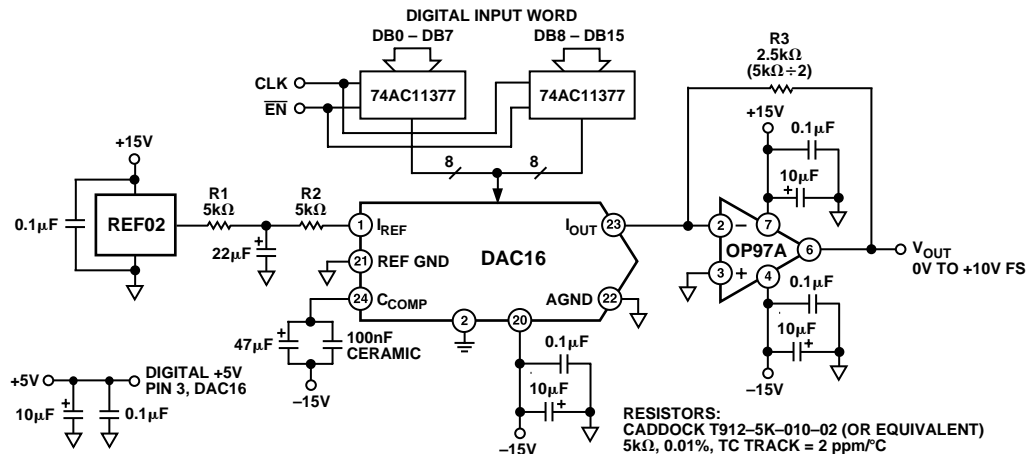 DIGITAL INPUT WORD
DB0 – DB7
DB8 – DB15
CLK
EN
74AC11377
74AC11377
8
8
+15V
0.1μF
REF02
R1
5kΩ
R2
5kΩ
+
22μF
1
I_REF
21
REF GND
24
C_COMP
DAC16
I_OUT
23
AGND
22
2
20
+
47μF
100nF
CERAMIC
–15V
0.1μF
10μF
+
–15V
R3
2.5kΩ
(5kΩ÷2)
+15V
0.1μF
10μF
+
2
–
3
+
7
OP97A
6
4
V_OUT
0V TO +10V FS
0.1μF
10μF
+
–15V
+5V
DIGITAL +5V
PIN 3, DAC16
10μF
+
0.1μF
RESISTORS:
CADDOCK T912–5K–010–02 (OR EQUIVALENT)
5kΩ, 0.01%, TC TRACK = 2 ppm/°C